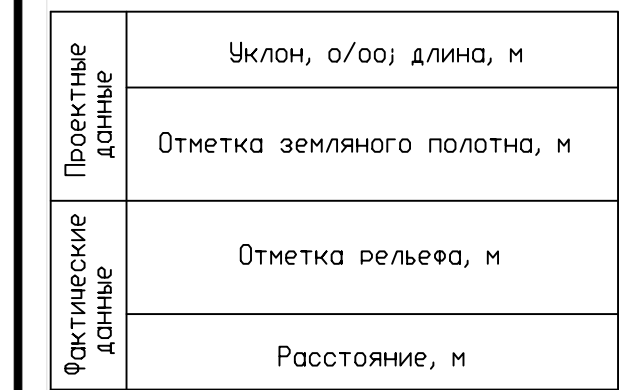 Проектные
данные
Уклон, о/оо; длина, м
Отметка земляного полотна, м
Фактические
данные
Отметка рельефа, м
Расстояние, м